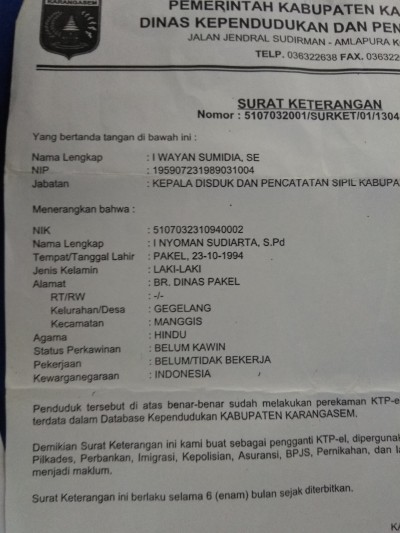 KARANGASEM
PEMERINTAH KABUPATEN KA
DINAS KEPENDUDUKAN DAN PEN
JALAN JENDRAL SUDIRMAN - AMLAPURA K
TELP. 036322638 FAX. 036322
SURAT KETERANGAN
Nomor : 5107032001/SURKET/01/1304
Yang bertanda tangan di bawah ini :
Nama Lengkap : I WAYAN SUMIDIA, SE
NIP : 195907231989031004
Jabatan : KEPALA DISDUK DAN PENCATATAN SIPIL KABUPA
Menerangkan bahwa :
NIK : 5107032310940002
Nama Lengkap : I NYOMAN SUDIARTA, S.Pd
Tempat/Tanggal Lahir : PAKEL, 23-10-1994
Jenis Kelamin : LAKI-LAKI
Alamat : BR. DINAS PAKEL
RT/RW : -/-
Kelurahan/Desa : GEGELANG
Kecamatan : MANGGIS
Agama : HINDU
Status Perkawinan : BELUM KAWIN
Pekerjaan : BELUM/TIDAK BEKERJA
Kewarganegaraan : INDONESIA
Penduduk tersebut di atas benar-benar sudah melakukan perekaman KTP-e
terdata dalam Database Kependudukan KABUPATEN KARANGASEM.
Demikian Surat Keterangan ini kami buat sebagai pengganti KTP-el, dipergunak
Pilkades, Perbankan, Imigrasi, Kepolisian, Asuransi, BPJS, Pernikahan, dan la
menjadi maklum.
Surat Keterangan ini berlaku selama 6 (enam) bulan sejak diterbitkan.
KA